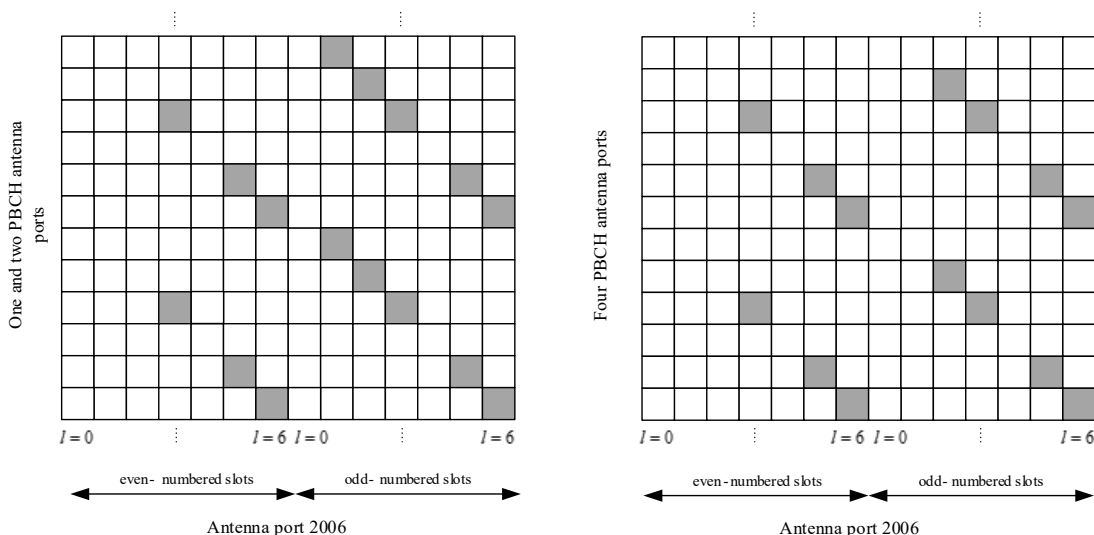 One and two PBCH antenna
ports
l = 0
l = 6
l = 0
l = 6
even- numbered slots
odd- numbered slots
Antenna port 2006
Four PBCH antenna ports
l = 0
l = 6
l = 0
l = 6
even-numbered slots
odd- numbered slots
Antenna port 2006